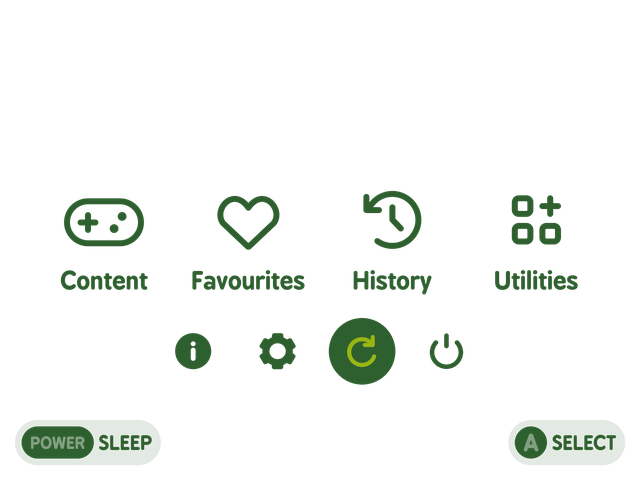 Content
Favourites
History
Utilities
POWER SLEEP
A SELECT